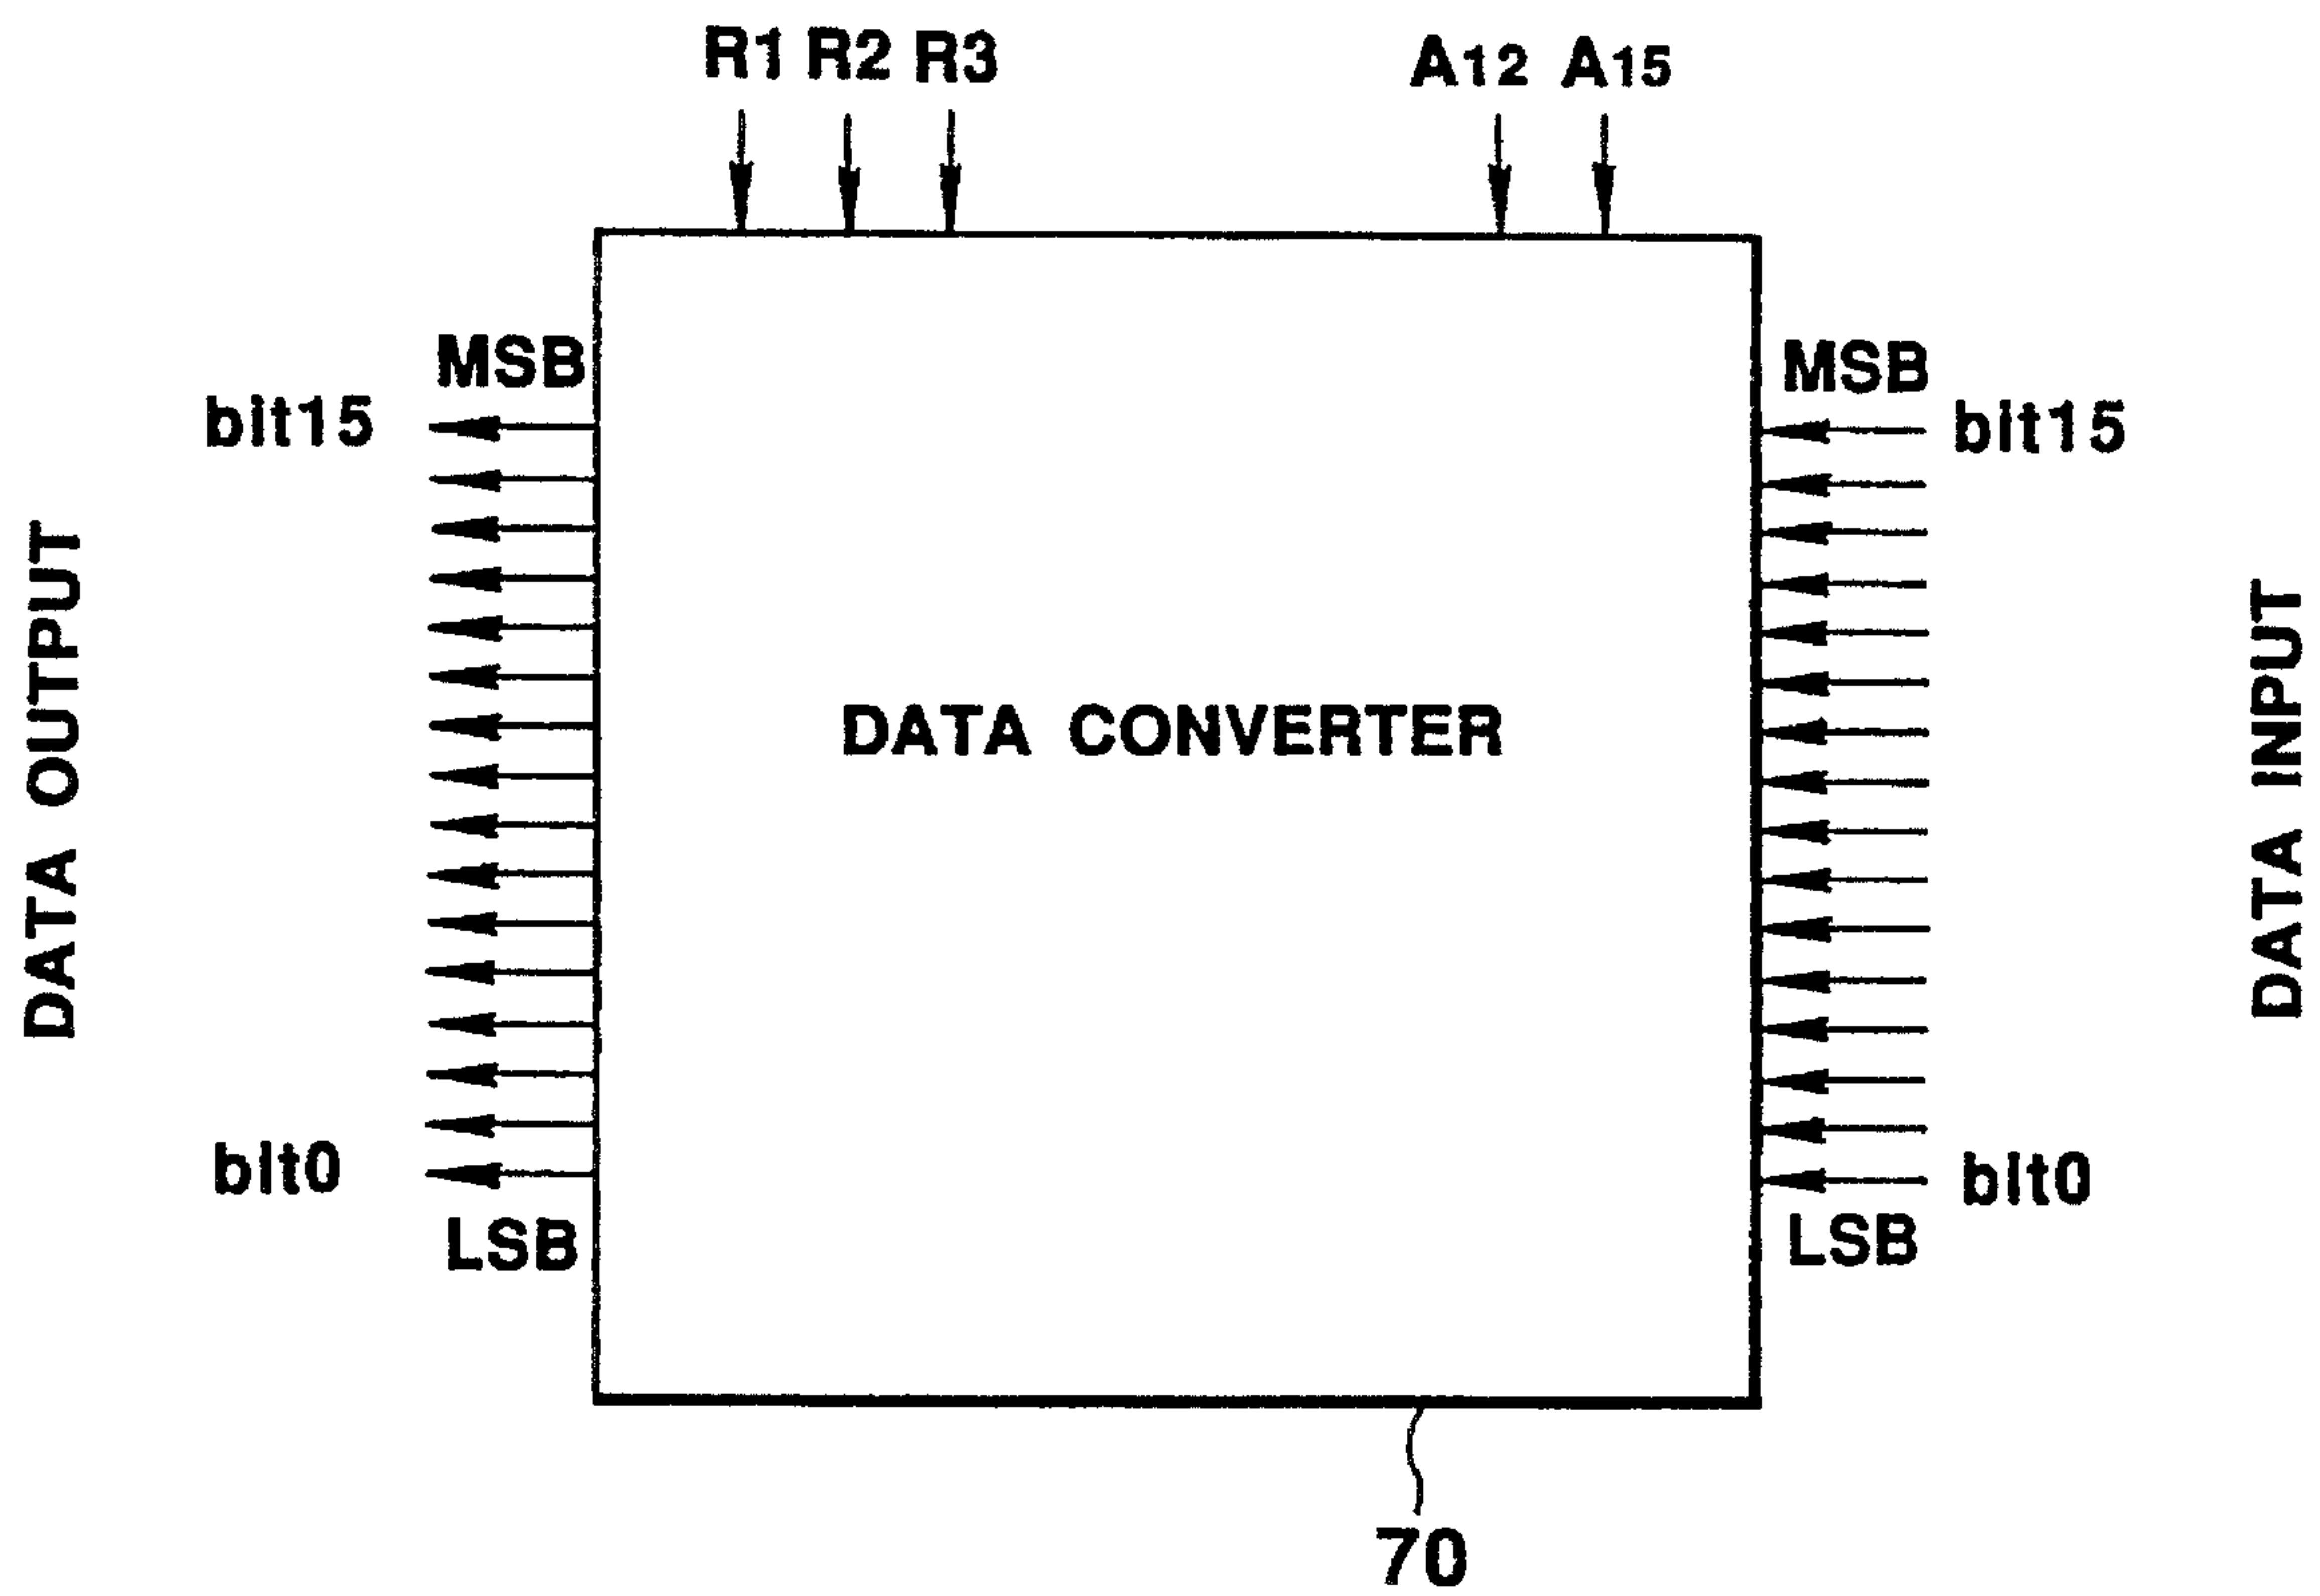 R1 R2 R3 A12 A15
MSB MSB
bit15 bit15
DATA OUTPUT
DATA CONVERTER
DATA INPUT
bit0 bit0
LSB LSB
70